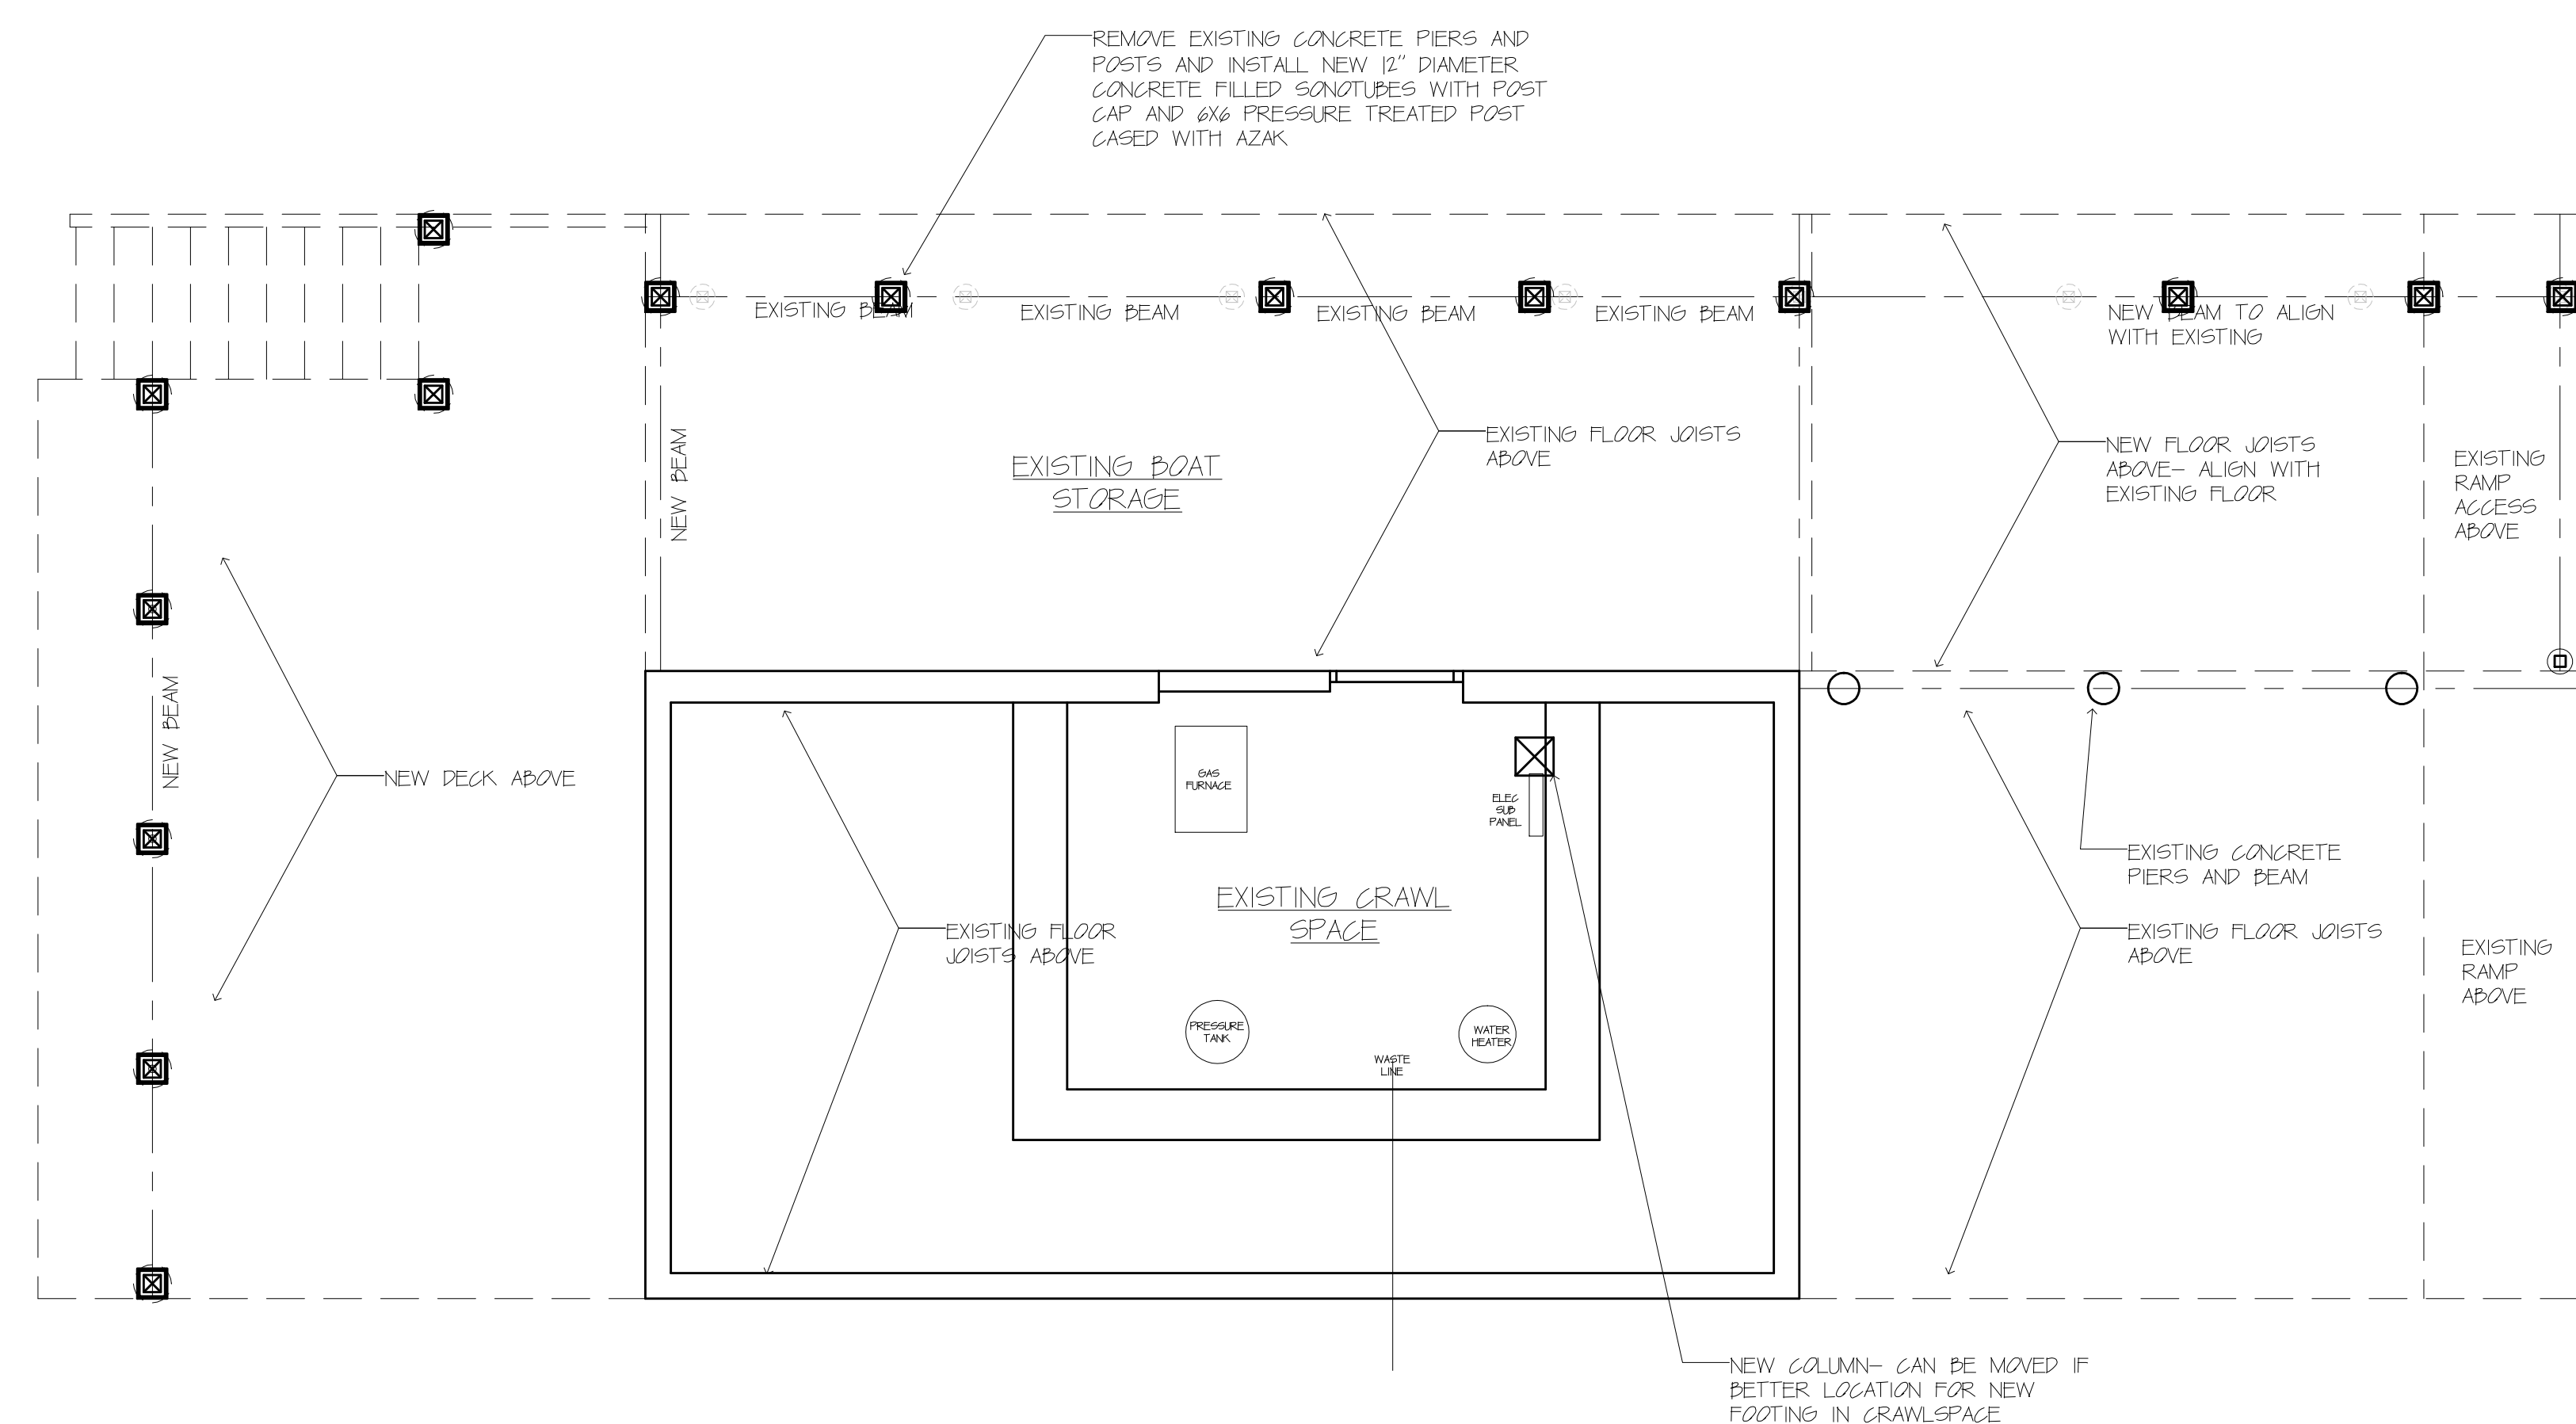 REMOVE EXISTING CONCRETE PIERS AND
POSTS AND INSTALL NEW 12" DIAMETER
CONCRETE FILLED SONOTUBES WITH POST
CAP AND 6X6 PRESSURE TREATED POST
CASED WITH AZAK
EXISTING BEAM
EXISTING BEAM
EXISTING BEAM
EXISTING BEAM
NEW BEAM TO ALIGN
WITH EXISTING
NEW BEAM
EXISTING BOAT
STORAGE
EXISTING FLOOR JOISTS
ABOVE
NEW FLOOR JOISTS
ABOVE- ALIGN WITH
EXISTING FLOOR
EXISTING
RAMP
ACCESS
ABOVE
NEW BEAM
NEW DECK ABOVE
GAS
FURNACE
ELEC
SUB
PANEL
EXISTING CONCRETE
PIERS AND BEAM
EXISTING CRAWL
SPACE
EXISTING FLOOR
JOISTS ABOVE
EXISTING FLOOR JOISTS
ABOVE
EXISTING
RAMP
ABOVE
PRESSURE
TANK
WASTE
LINE
WATER
HEATER
NEW COLUMN- CAN BE MOVED IF
BETTER LOCATION FOR NEW
FOOTING IN CRAWLSPACE